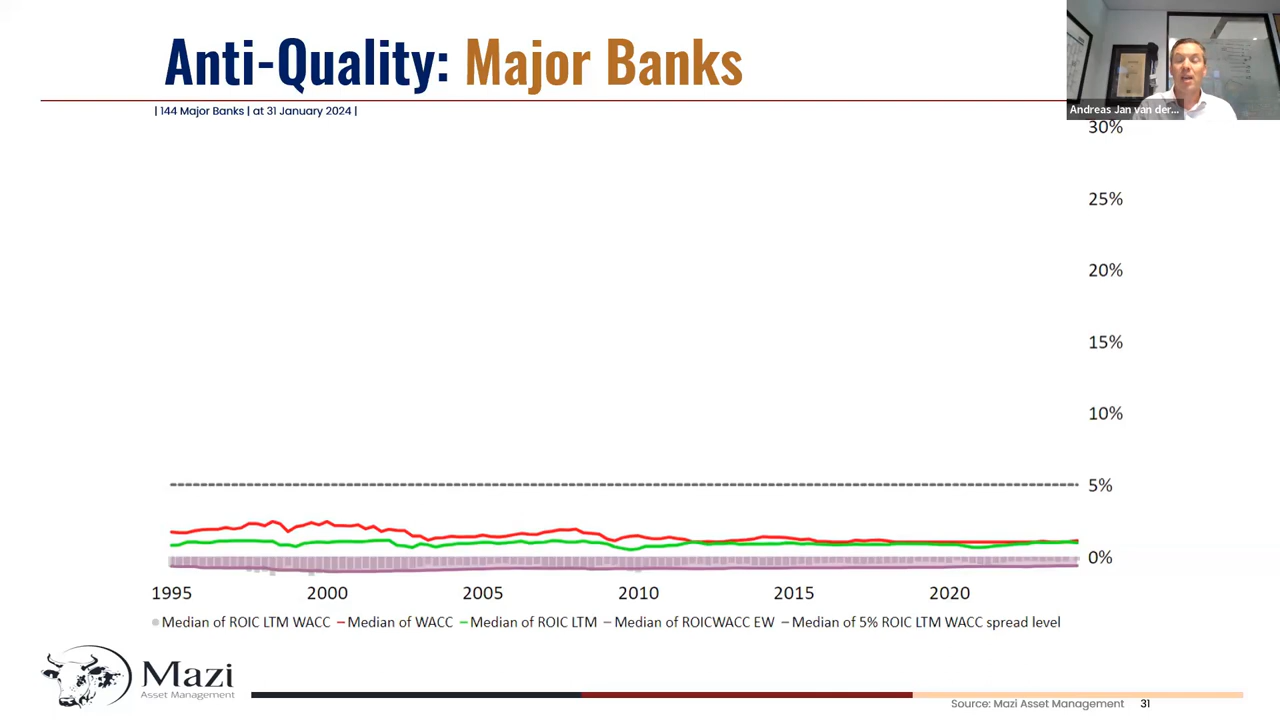 Anti-Quality: Major Banks
| 144 Major Banks | at 31 January 2024 |
Andreas Jan van der...
30%
25%
20%
15%
10%
5%
0%
1995 2000 2005 2010 2015 2020
Median of ROIC LTM WACC Median of WACC Median of ROIC LTM Median of ROICWACC EW Median of 5% ROIC LTM WACC spread level
Mazi
Asset Management
Source: Mazi Asset Management 31